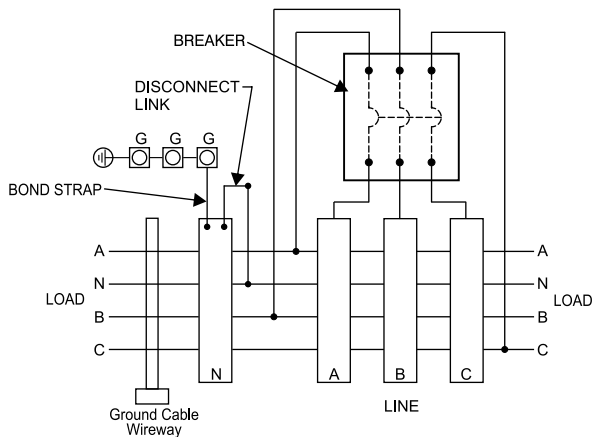 BREAKER
DISCONNECT
LINK
G G G
BOND STRAP
A
N
B
C
LOAD
A
N
B
C
LOAD
N
A
B
C
LINE
Ground Cable
Wireway